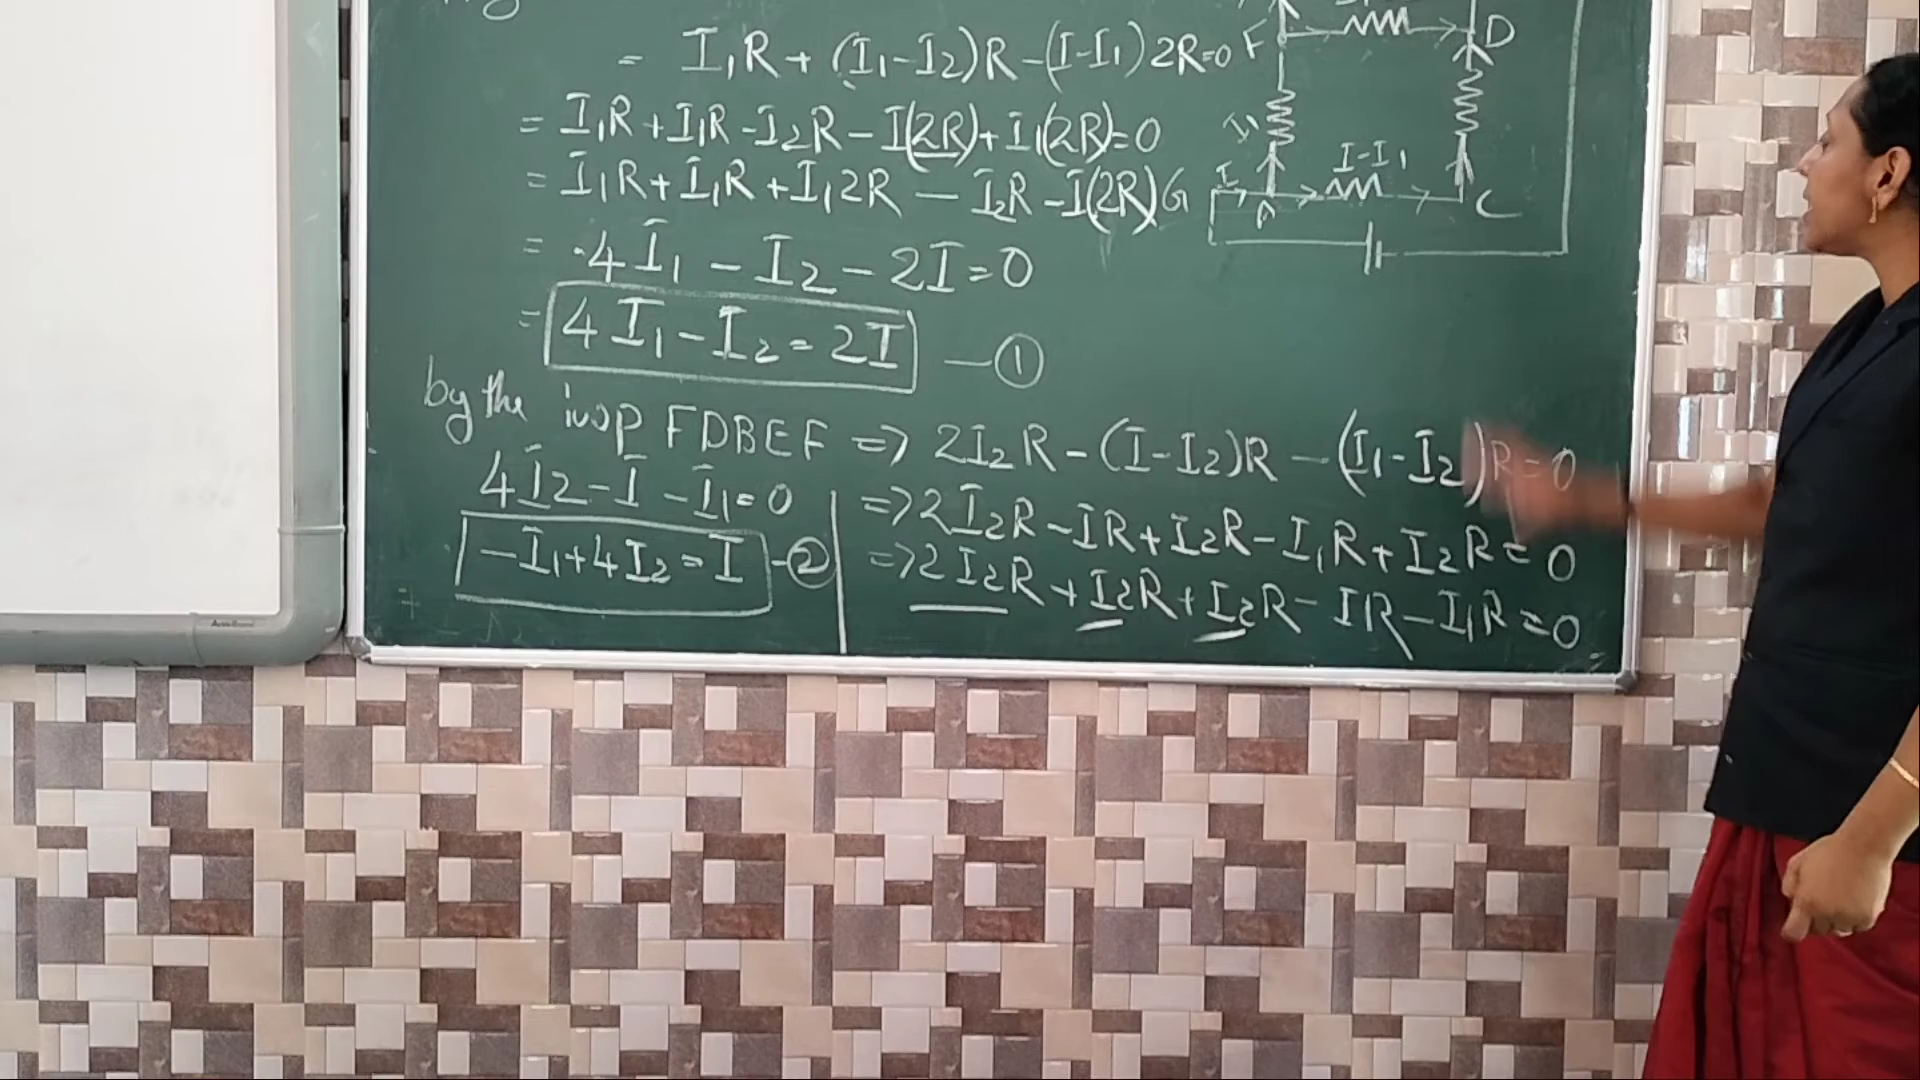 = I₁R + (I₁-I₂)R - (I-I₁)2R=0
= I₁R + I₁R - I₂R - I(2R) + I₁(2R)=0
= I₁R + I₁R + I₁2R - I₂R - I(2R)
= 4I₁ - I₂ - 2I = 0
= 4I₁ - I₂ = 2I —①
by the loop FDBEF => 2I₂R - (I-I₂)R - (I₁-I₂)R=0
=> 2I₂R - IR + I₂R - I₁R + I₂R = 0
=> 2I₂R + I₂R + I₂R - IR - I₁R = 0
4I₂ - I - I₁ = 0
-I₁ + 4I₂ = I -②
F
D
I₁
I-I₁
G
I
A
C